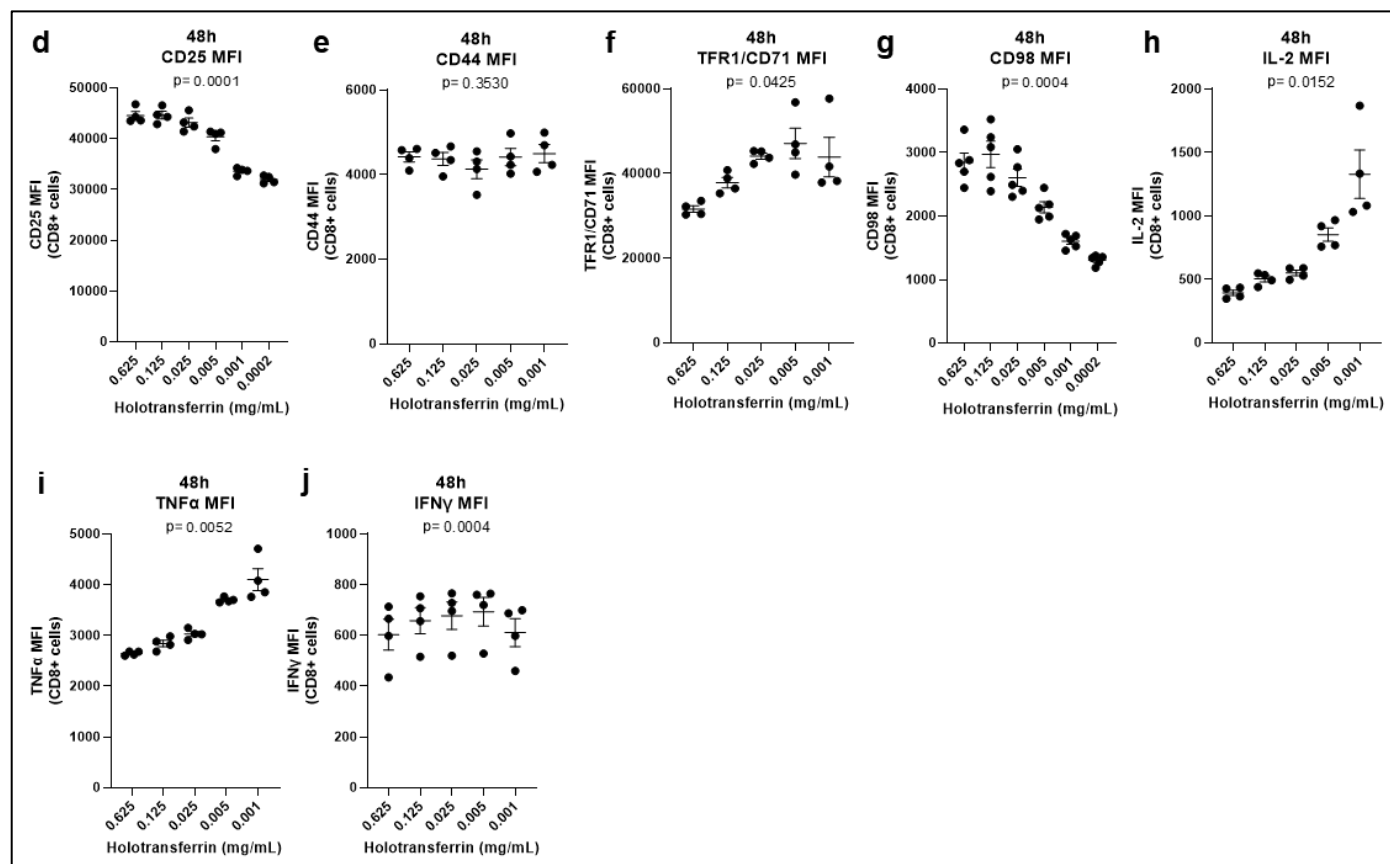 d
48h
CD25 MFI
p= 0.0001
CD25 MFI
(CD8+ cells)
50000
40000
30000
20000
10000
0
0.625
0.125
0.025
0.005
0.001
0.0002
Holotransferrin (mg/mL)
e
48h
CD44 MFI
p= 0.3530
CD44 MFI
(CD8+ cells)
6000
4000
2000
0
0.625
0.125
0.025
0.005
0.001
Holotransferrin (mg/mL)
f
48h
TFR1/CD71 MFI
p= 0.0425
TFR1/CD71 MFI
(CD8+ cells)
60000
40000
20000
0
0.625
0.125
0.025
0.005
0.001
Holotransferrin (mg/mL)
g
48h
CD98 MFI
p= 0.0004
CD98 MFI
(CD8+ cells)
4000
3000
2000
1000
0
0.625
0.125
0.025
0.005
0.001
0.0002
Holotransferrin (mg/mL)
h
48h
IL-2 MFI
p= 0.0152
IL-2 MFI
(CD8+ cells)
2000
1500
1000
500
0
0.625
0.125
0.025
0.005
0.001
Holotransferrin (mg/mL)
i
48h
TNFα MFI
p= 0.0052
TNFα MFI
(CD8+ cells)
5000
4000
3000
2000
1000
0
0.625
0.125
0.025
0.005
0.001
Holotransferrin (mg/mL)
j
48h
IFNγ MFI
p= 0.0004
IFNγ MFI
(CD8+ cells)
1000
800
600
400
200
0
0.625
0.125
0.025
0.005
0.001
Holotransferrin (mg/mL)